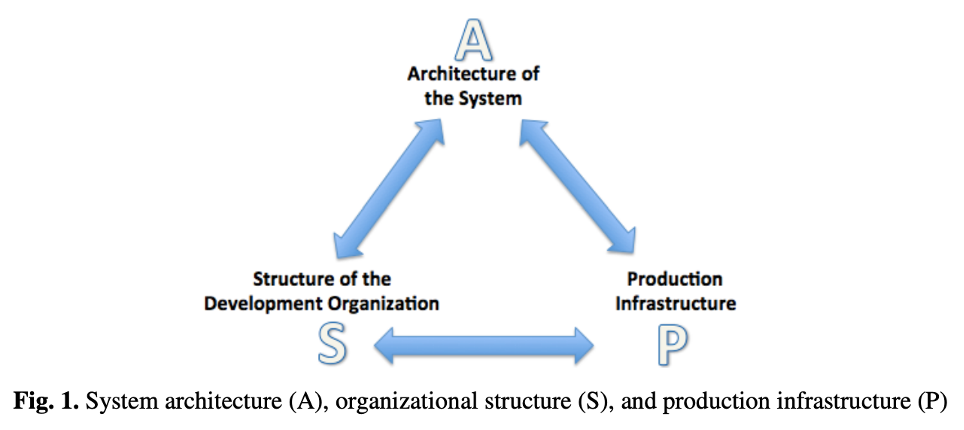 A
Architecture of
the System
Structure of the
Development Organization
S
Production
Infrastructure
P
Fig. 1. System architecture (A), organizational structure (S), and production infrastructure (P)